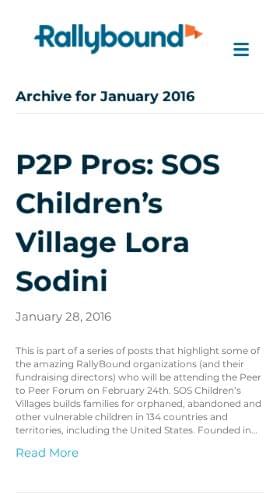 Rallybound
Archive for January 2016
P2P Pros: SOS
Children’s
Village Lora
Sodini
January 28, 2016
This is part of a series of posts that highlight some of
the amazing RallyBound organizations (and their
fundraising directors) who will be attending the Peer
to Peer Forum on February 24th. SOS Children’s
Villages builds families for orphaned, abandoned and
other vulnerable children in 134 countries and
territories, including the United States. Founded in...
Read More